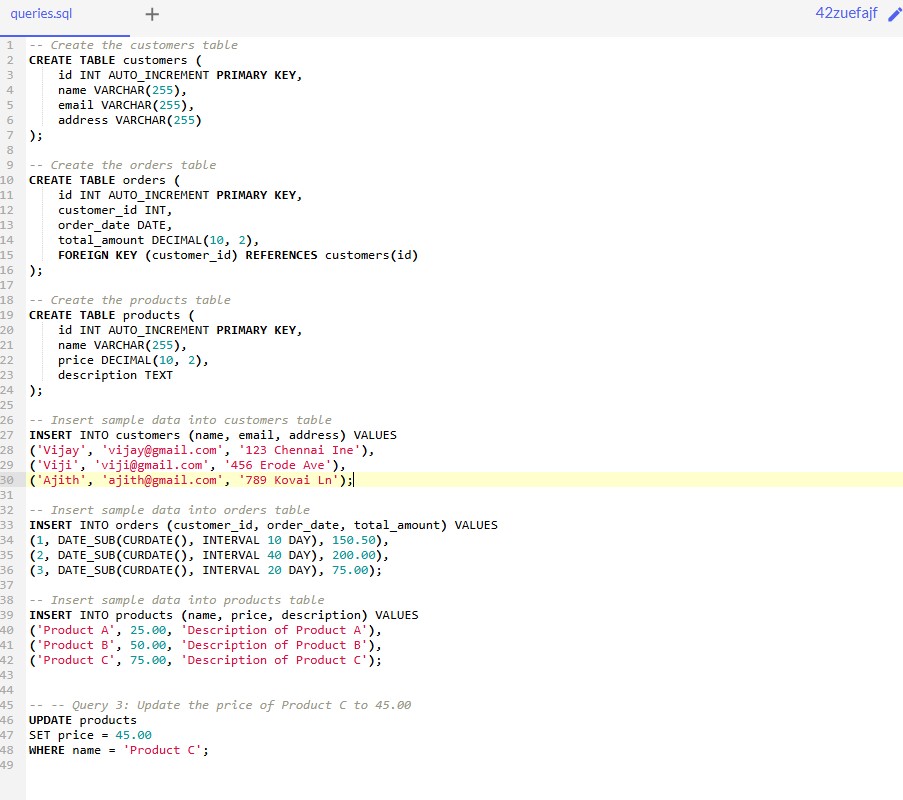 queries.sql
+
42zuefajf
1 -- Create the customers table
2 CREATE TABLE customers (
3     id INT AUTO_INCREMENT PRIMARY KEY,
4     name VARCHAR(255),
5     email VARCHAR(255),
6     address VARCHAR(255)
7 );
8
9 -- Create the orders table
10 CREATE TABLE orders (
11     id INT AUTO_INCREMENT PRIMARY KEY,
12     customer_id INT,
13     order_date DATE,
14     total_amount DECIMAL(10, 2),
15     FOREIGN KEY (customer_id) REFERENCES customers(id)
16 );
17
18 -- Create the products table
19 CREATE TABLE products (
20     id INT AUTO_INCREMENT PRIMARY KEY,
21     name VARCHAR(255),
22     price DECIMAL(10, 2),
23     description TEXT
24 );
25
26 -- Insert sample data into customers table
27 INSERT INTO customers (name, email, address) VALUES
28 ('Vijay', 'vijay@gmail.com', '123 Chennai Ine'),
29 ('Viji', 'viji@gmail.com', '456 Erode Ave'),
30 ('Ajith', 'ajith@gmail.com', '789 Kovai Ln');
31
32 -- Insert sample data into orders table
33 INSERT INTO orders (customer_id, order_date, total_amount) VALUES
34 (1, DATE_SUB(CURDATE(), INTERVAL 10 DAY), 150.50),
35 (2, DATE_SUB(CURDATE(), INTERVAL 40 DAY), 200.00),
36 (3, DATE_SUB(CURDATE(), INTERVAL 20 DAY), 75.00);
37
38 -- Insert sample data into products table
39 INSERT INTO products (name, price, description) VALUES
40 ('Product A', 25.00, 'Description of Product A'),
41 ('Product B', 50.00, 'Description of Product B'),
42 ('Product C', 75.00, 'Description of Product C');
43
44
45 -- -- Query 3: Update the price of Product C to 45.00
46 UPDATE products
47 SET price = 45.00
48 WHERE name = 'Product C';
49